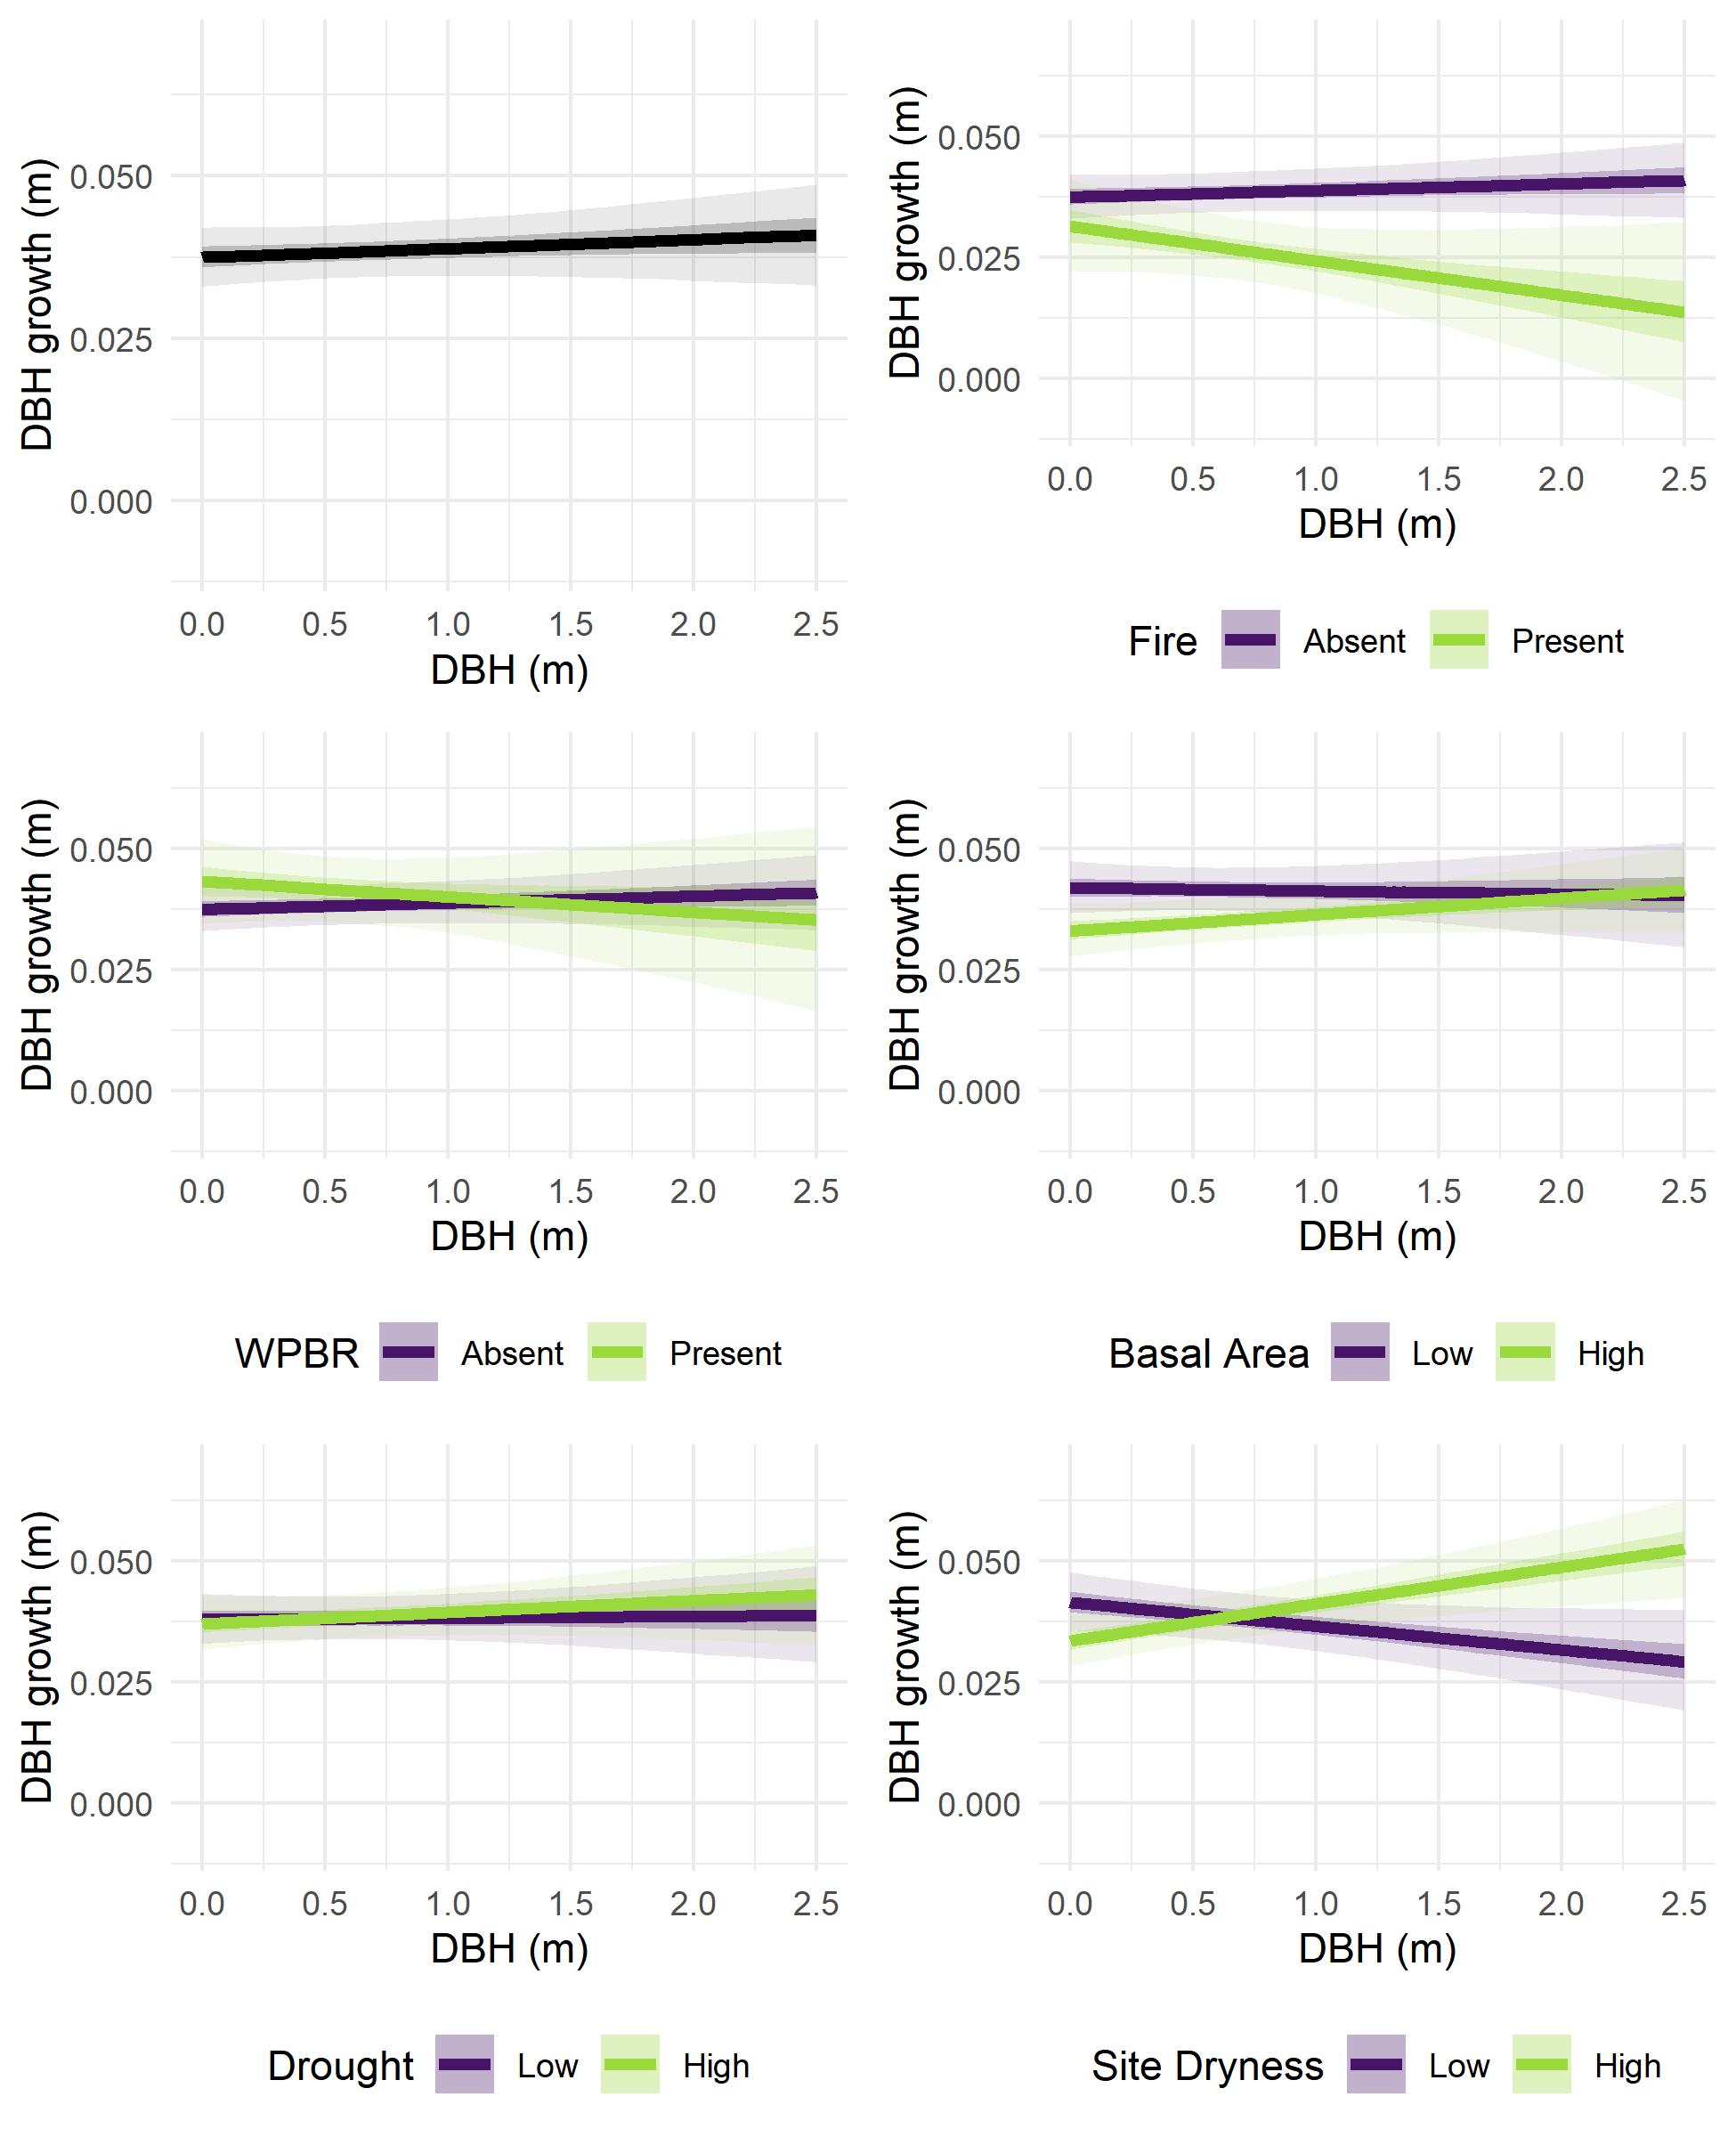 DBH growth (m)
0.050
0.025
0.000
0.0 0.5 1.0 1.5 2.0 2.5
DBH (m)
DBH growth (m)
0.050
0.025
0.000
0.0 0.5 1.0 1.5 2.0 2.5
DBH (m)
Fire Absent Present
DBH growth (m)
0.050
0.025
0.000
0.0 0.5 1.0 1.5 2.0 2.5
DBH (m)
WPBR Absent Present
DBH growth (m)
0.050
0.025
0.000
0.0 0.5 1.0 1.5 2.0 2.5
DBH (m)
Basal Area Low High
DBH growth (m)
0.050
0.025
0.000
0.0 0.5 1.0 1.5 2.0 2.5
DBH (m)
Drought Low High
DBH growth (m)
0.050
0.025
0.000
0.0 0.5 1.0 1.5 2.0 2.5
DBH (m)
Site Dryness Low High